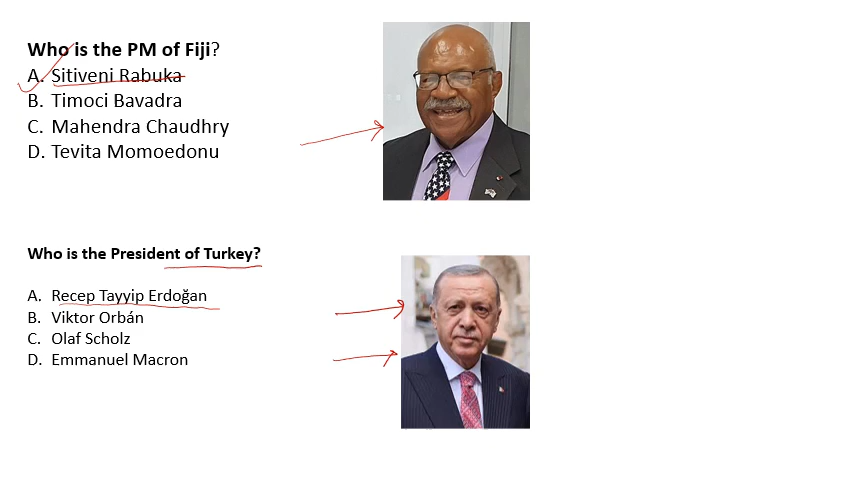 Who is the PM of Fiji?
A. Sitiveni Rabuka
B. Timoci Bavadra
C. Mahendra Chaudhry
D. Tevita Momoedonu
Who is the President of Turkey?
A. Recep Tayyip Erdoğan
B. Viktor Orbán
C. Olaf Scholz
D. Emmanuel Macron